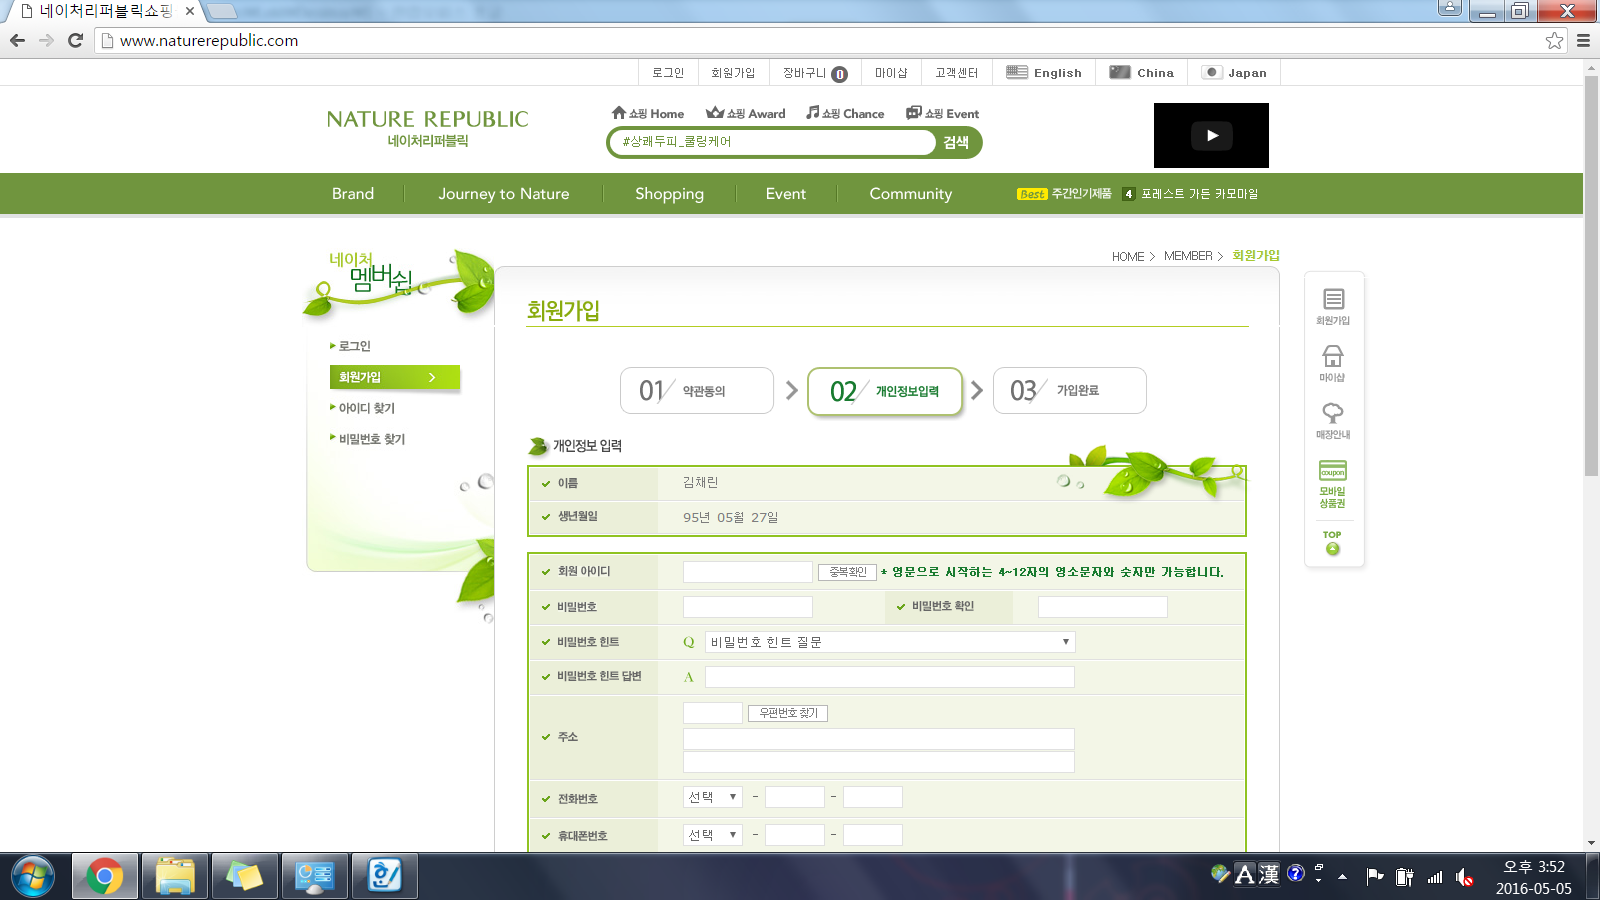 네이처리퍼블릭쇼핑
www.naturerepublic.com
로그인 회원가입 장바구니 0 마이샵 고객센터 English China Japan
쇼핑 Home 쇼핑 Award 쇼핑 Chance 쇼핑 Event
NATURE REPUBLIC
네이처리퍼블릭
#상쾌두피_쿨링케어 검색
Brand Journey to Nature Shopping Event Community Best 주간인기제품 4 포레스트 가든 카모마일
네이처
멤버쉽!
HOME > MEMBER > 회원가입
회원가입
로그인
회원가입
아이디 찾기
비밀번호 찾기
01 약관동의 > 02 개인정보입력 > 03 가입완료
개인정보 입력
이름 김채린
생년월일 95년 05월 27일
회원 아이디 중복확인 * 영문으로 시작하는 4~12자의 영소문자와 숫자만 가능합니다.
비밀번호 비밀번호 확인
비밀번호 힌트 Q 비밀번호 힌트 질문
비밀번호 힌트 답변 A
우편번호 찾기
주소
전화번호 선택 - -
휴대폰번호 선택 - -
회원가입
마이샵
매장안내
coupon
모바일
상품권
TOP
A 漢 ? 오후 3:52
2016-05-05